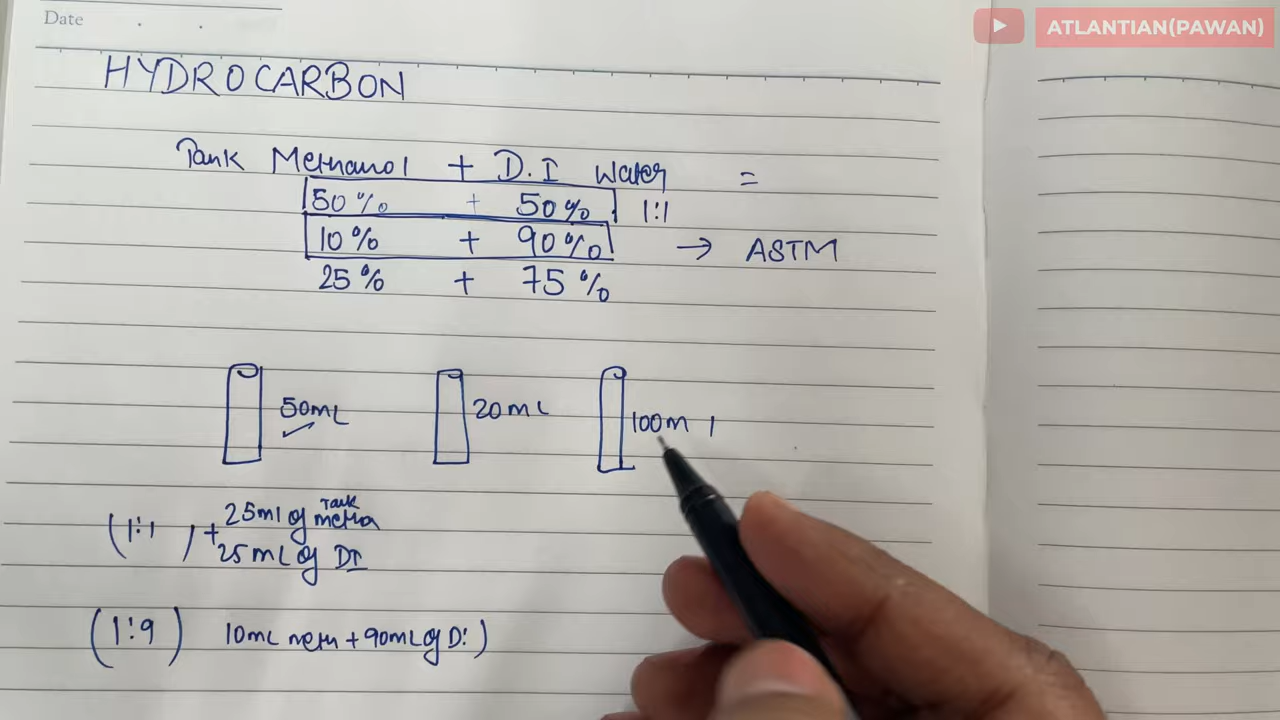 Date
ATLANTIAN(PAWAN)
HYDROCARBON
Tank Methanol + D.I Water =
50% + 50% 1:1
10% + 90% → ASTM
25% + 75%
50mL 20mL 100ml
(1:1) + 25ml of Tank metha
25mL of DI
(1:9) 10mL meth + 90mL of DI)